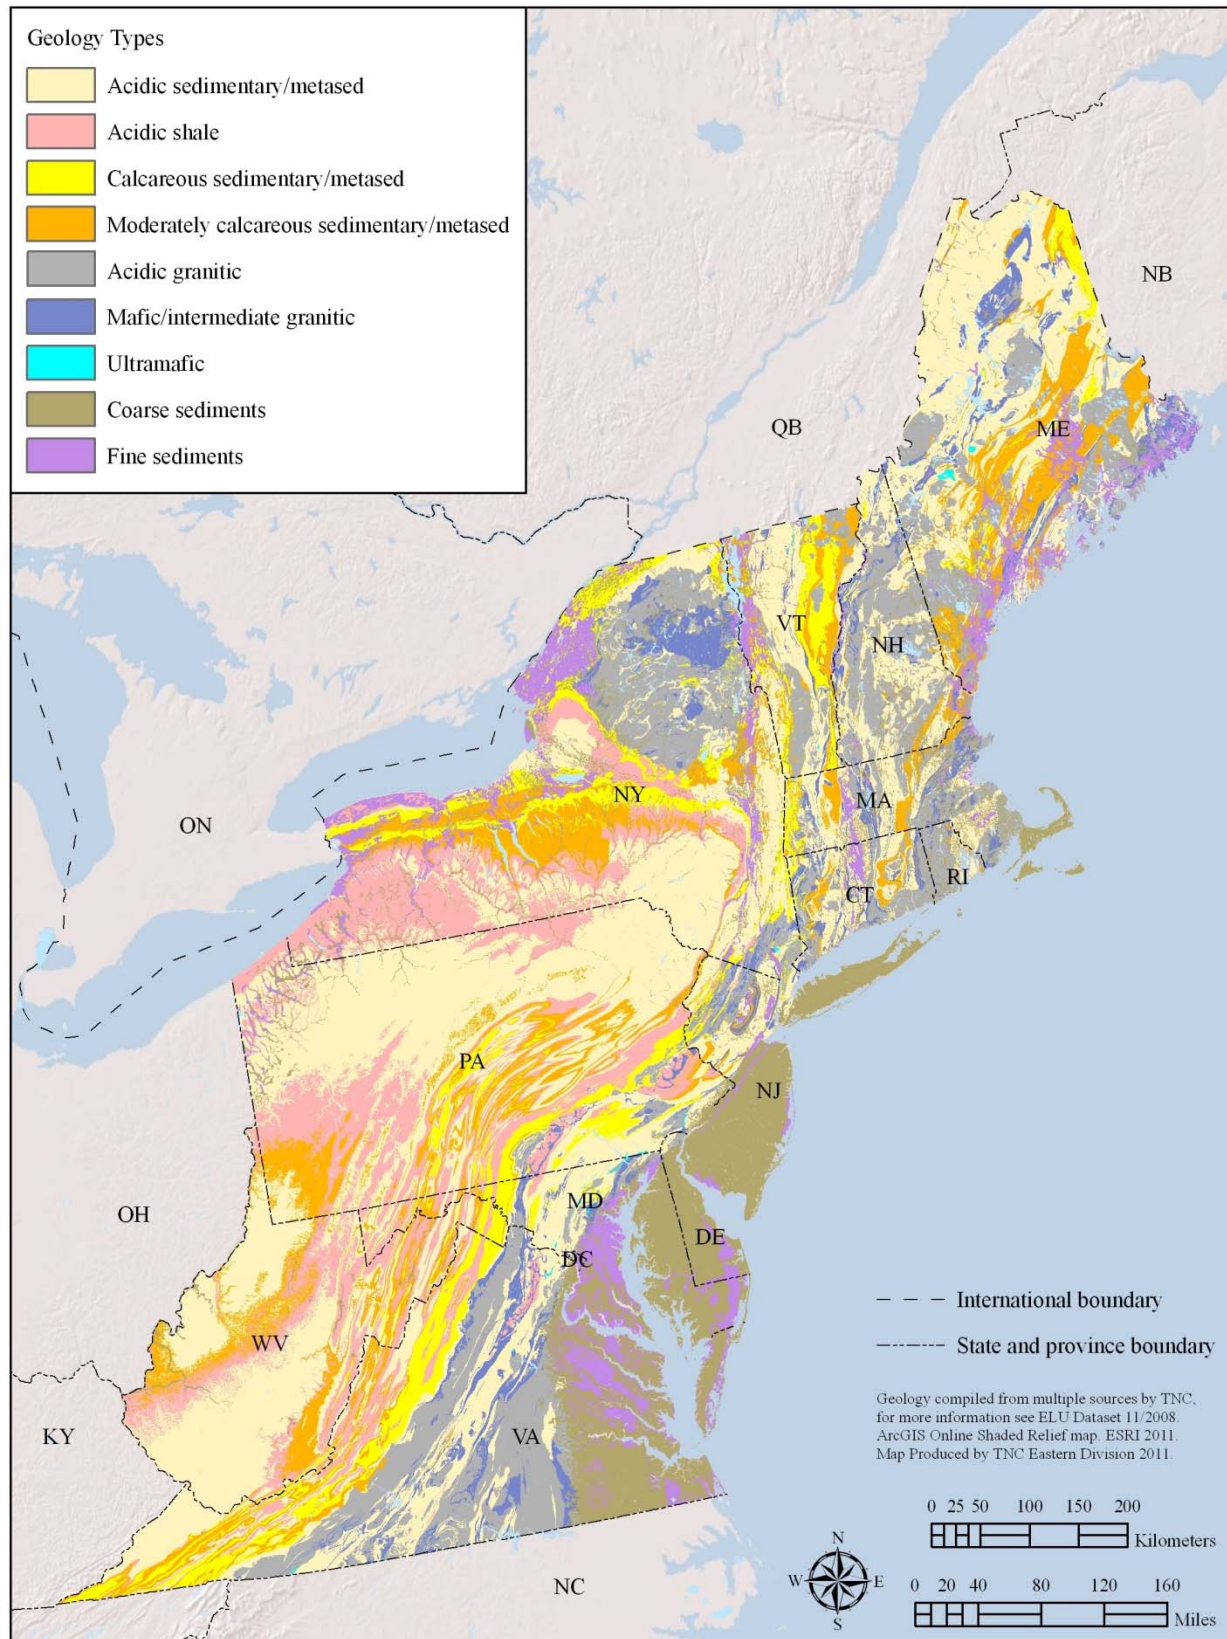 Geology Types
Acidic sedimentary/metased
Acidic shale
Calcareous sedimentary/metased
Moderately calcareous sedimentary/metased
Acidic granitic
Mafic/intermediate granitic
Ultramafic
Coarse sediments
Fine sediments
NB
QB
ME
VT
NH
NY
MA
ON
CT
RI
PA
NJ
OH
MD
DE
DC
WV
KY
VA
NC
International boundary
State and province boundary
Geology compiled from multiple sources by TNC,
for more information see ELU Dataset 11/2008.
ArcGIS Online Shaded Relief map. ESRI 2011.
Map Produced by TNC Eastern Division 2011.
0 25 50 100 150 200
Kilometers
N
W E
S
0 20 40 80 120 160
Miles